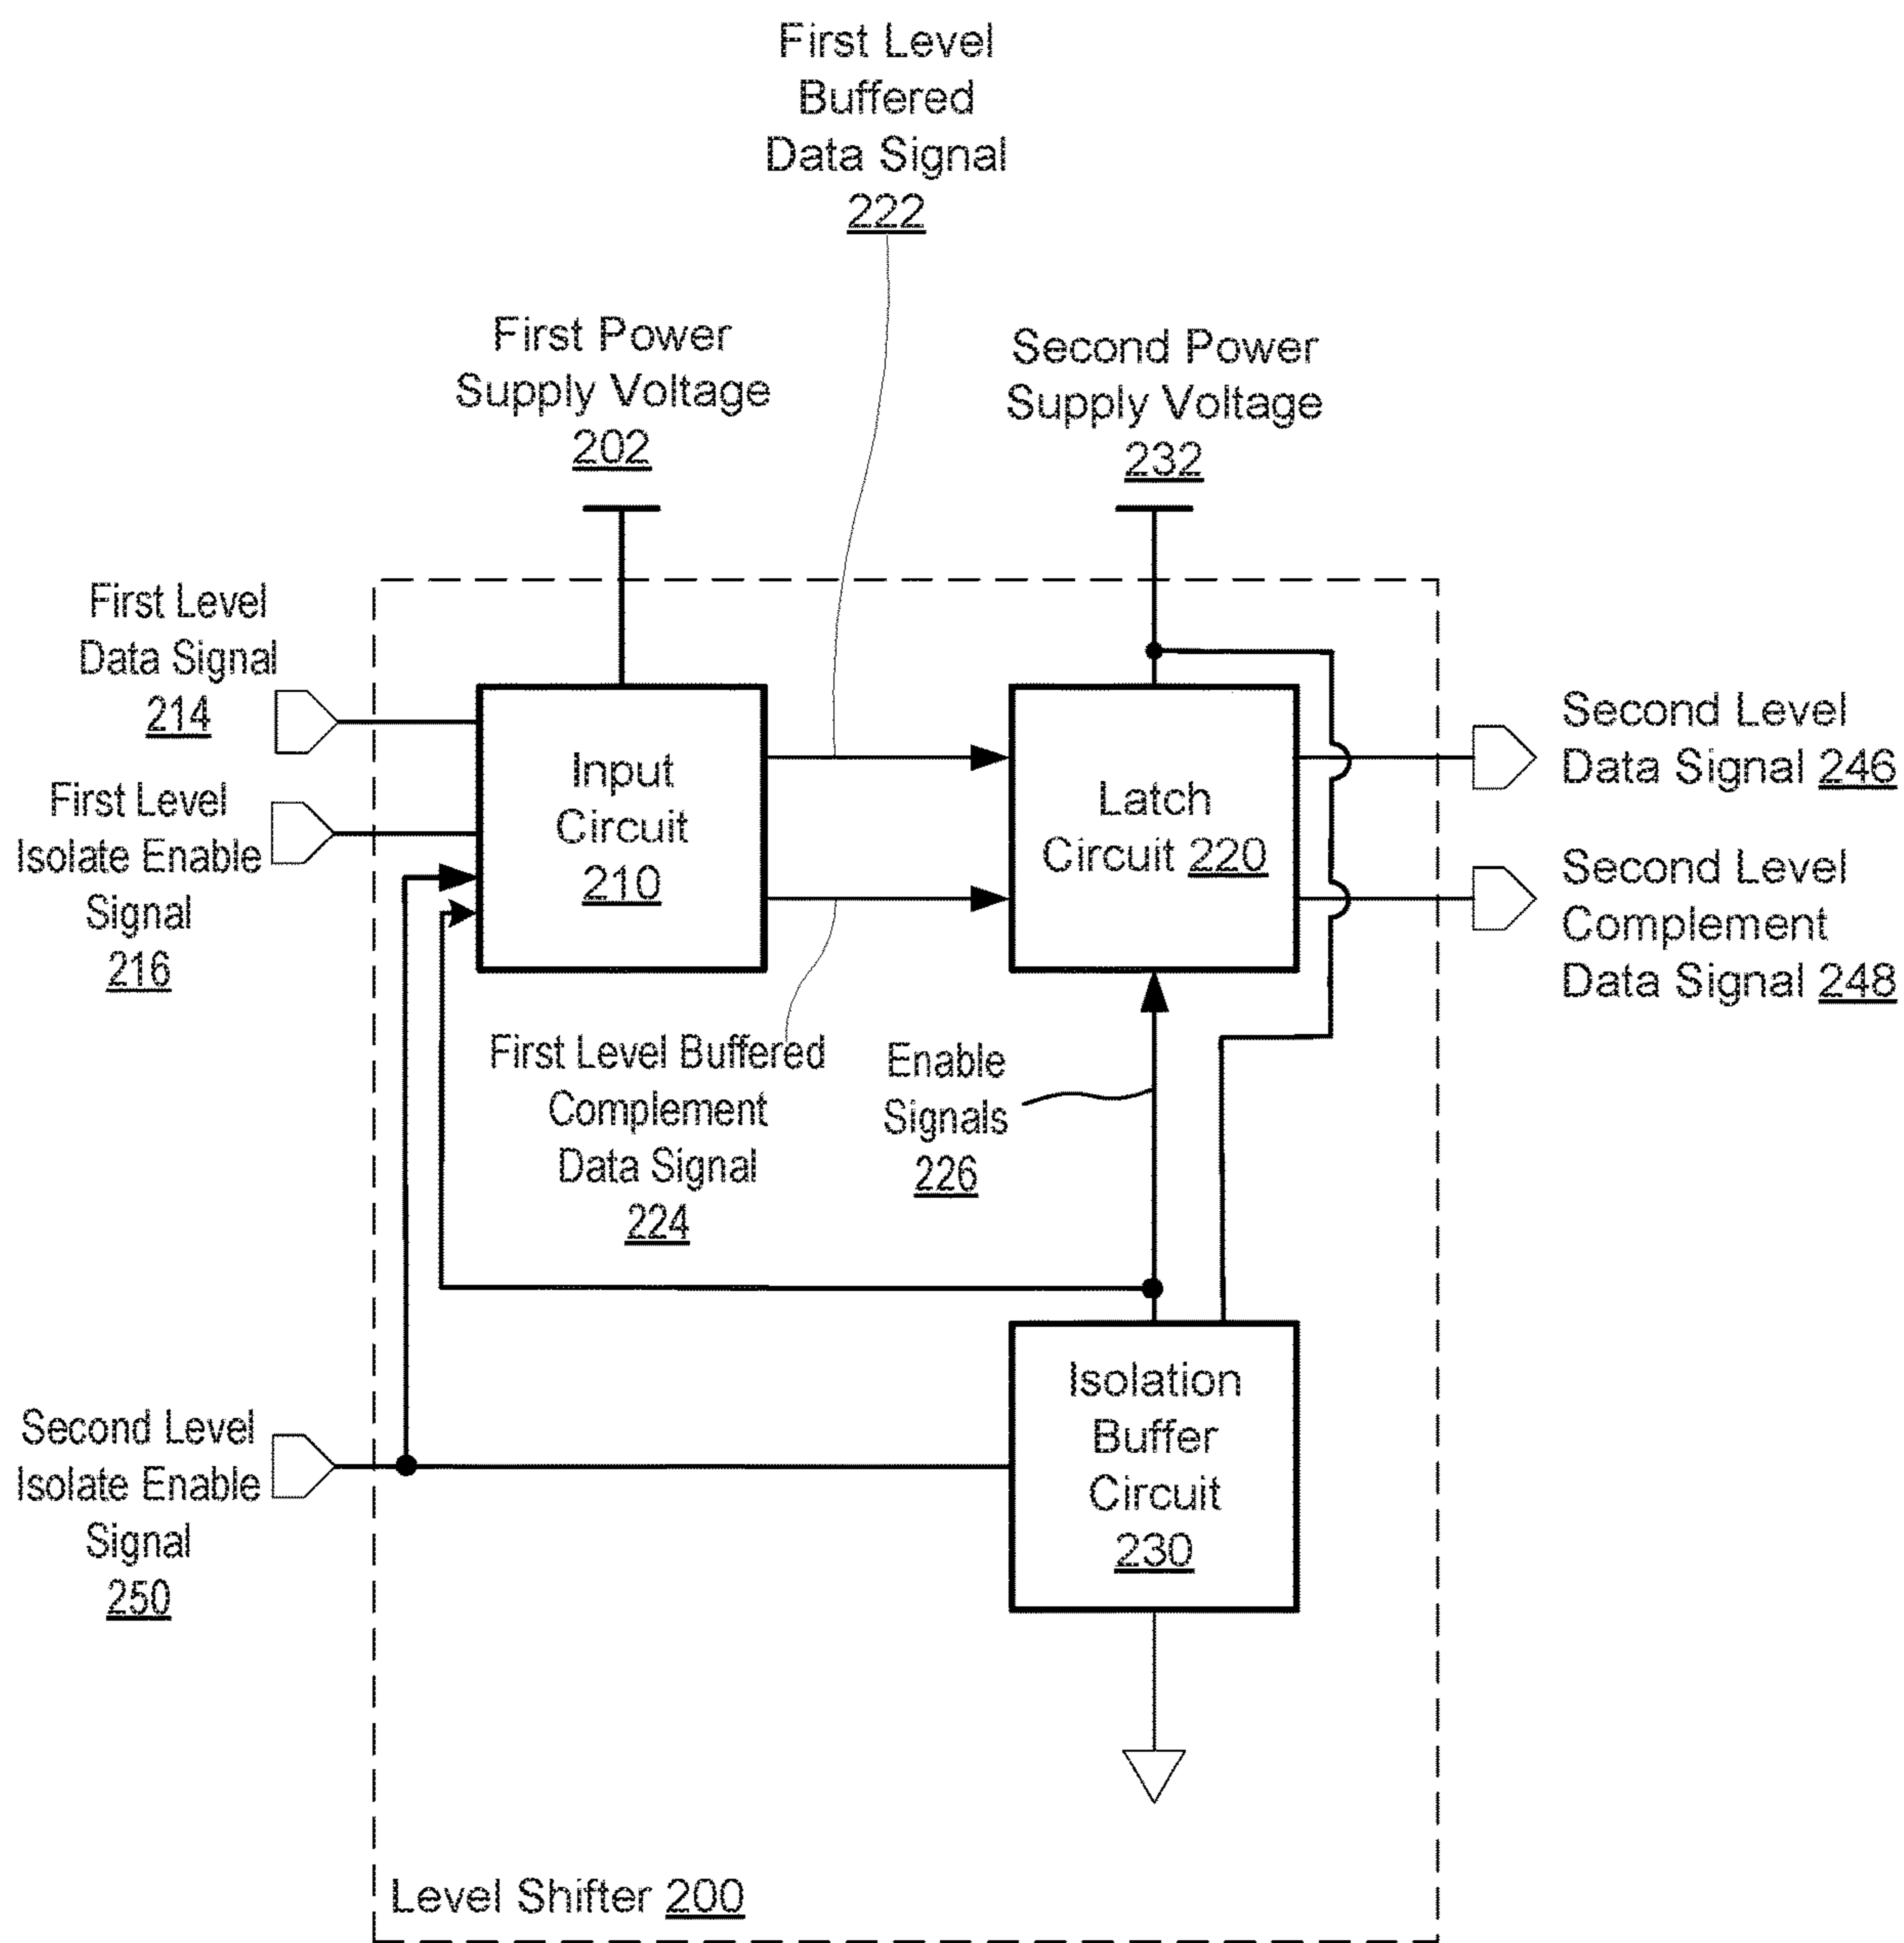 First Level
Buffered
Data Signal
222
First Power
Supply Voltage
202
Second Power
Supply Voltage
232
First Level
Data Signal
214
First Level
Isolate Enable
Signal
216
Input
Circuit
210
Latch
Circuit 220
Second Level
Data Signal 246
Second Level
Complement
Data Signal 248
First Level Buffered
Complement
Data Signal
224
Enable
Signals
226
Second Level
Isolate Enable
Signal
250
Isolation
Buffer
Circuit
230
Level Shifter 200